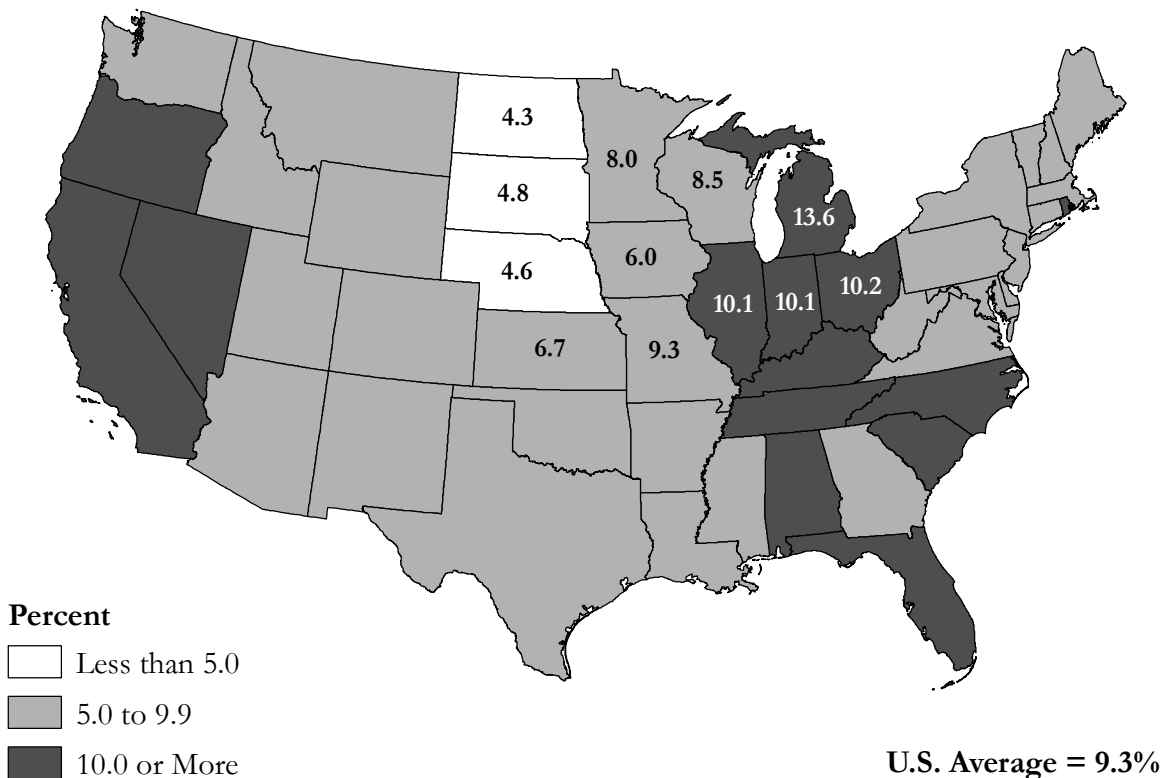 4.3
8.0
4.8
8.5
13.6
4.6
6.0
10.1
10.1
10.2
6.7
9.3
Percent
Less than 5.0
5.0 to 9.9
10.0 or More
U.S. Average = 9.3%